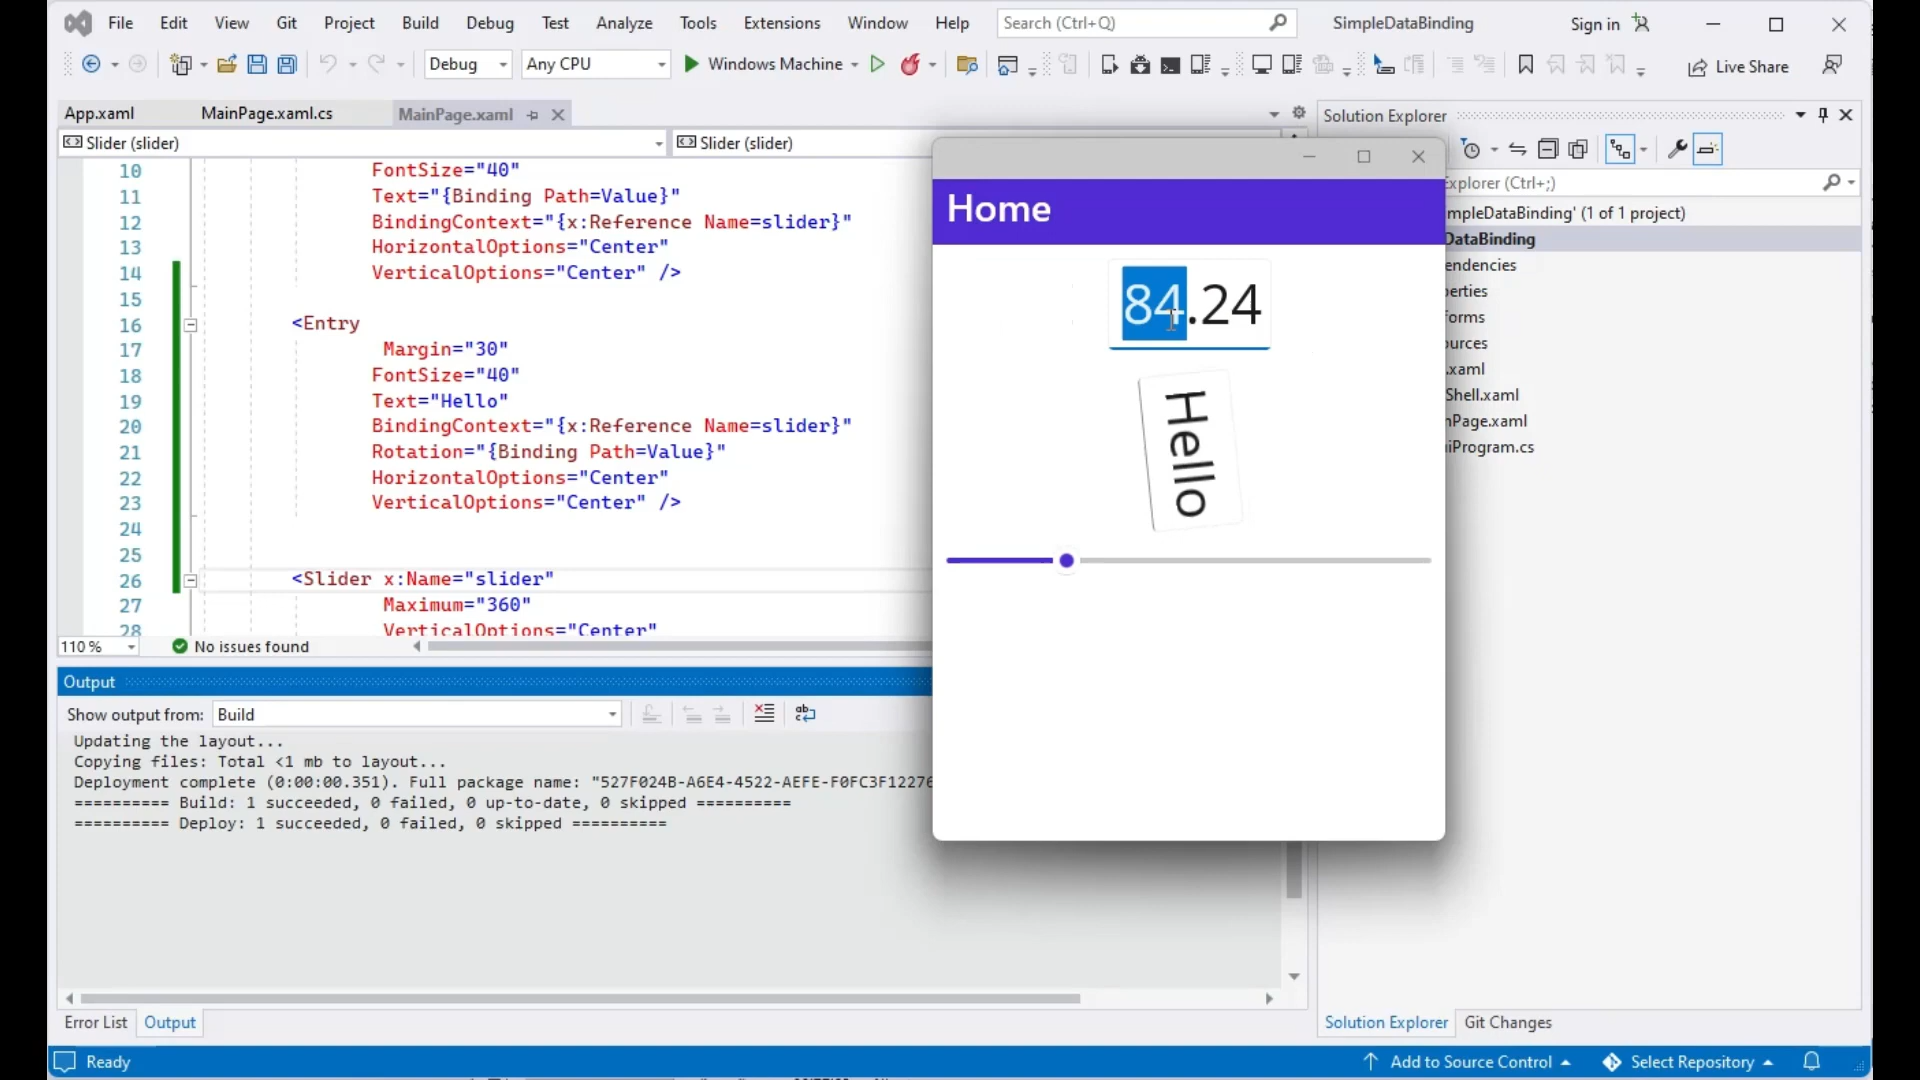 File Edit View Git Project Build Debug Test Analyze Tools Extensions Window Help Search (Ctrl+Q) SimpleDataBinding Sign in
Debug Any CPU Windows Machine Live Share
App.xaml MainPage.xaml.cs MainPage.xaml Solution Explorer
Slider (slider) Slider (slider)
Explorer (Ctrl+;)
10 FontSize="40"
11 Text="{Binding Path=Value}"
12 BindingContext="{x:Reference Name=slider}"
13 HorizontalOptions="Center"
14 VerticalOptions="Center" />
15
16 <Entry
17 Margin="30"
18 FontSize="40"
19 Text="Hello"
20 BindingContext="{x:Reference Name=slider}"
21 Rotation="{Binding Path=Value}"
22 HorizontalOptions="Center"
23 VerticalOptions="Center" />
24
25
26 <Slider x:Name="slider"
27 Maximum="360"
28 VerticalOptions="Center"
110 % No issues found
Home
84.24
Hello
mpleDataBinding' (1 of 1 project)
DataBinding
endencies
erties
orms
ources
.xaml
Shell.xaml
nPage.xaml
iProgram.cs
Output
Show output from: Build
Updating the layout...
Copying files: Total <1 mb to layout...
Deployment complete (0:00:00.351). Full package name: "527F024B-A6E4-4522-AEFE-F0FC3F12276
========== Build: 1 succeeded, 0 failed, 0 up-to-date, 0 skipped ==========
========== Deploy: 1 succeeded, 0 failed, 0 skipped ==========
Error List Output Solution Explorer Git Changes
Ready Add to Source Control Select Repository